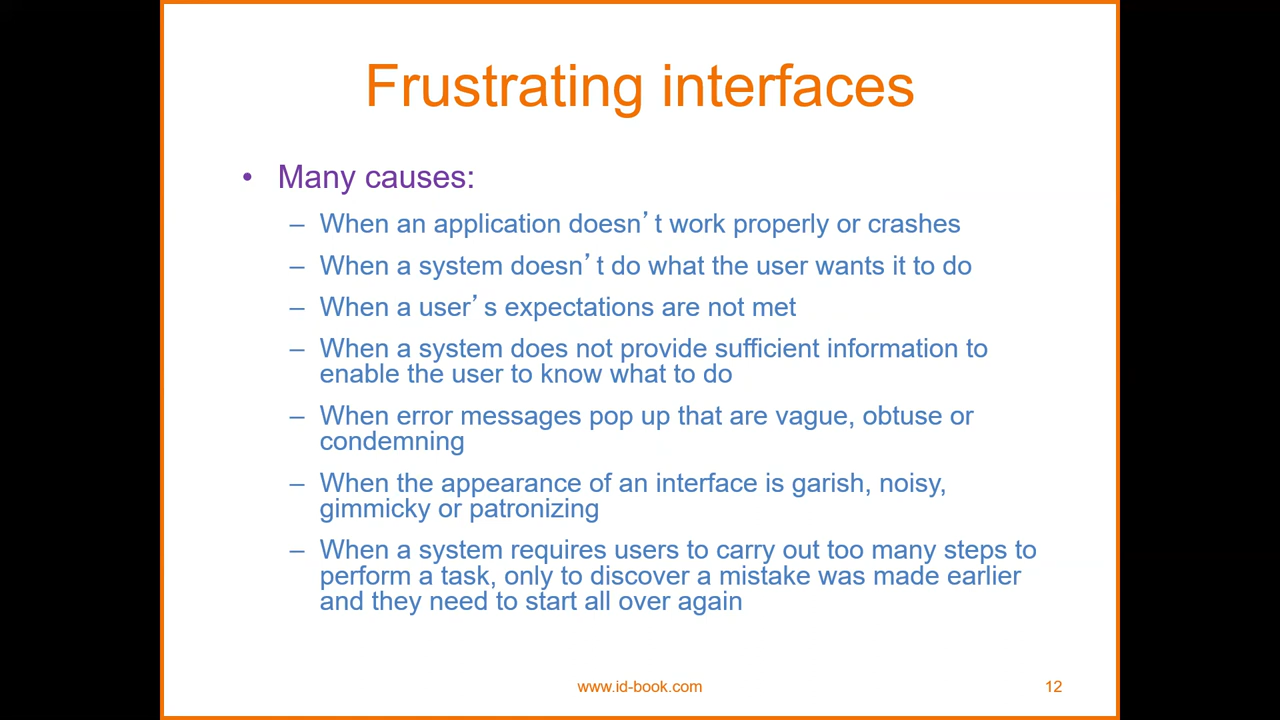 Frustrating interfaces
• Many causes:
– When an application doesn’t work properly or crashes
– When a system doesn’t do what the user wants it to do
– When a user’s expectations are not met
– When a system does not provide sufficient information to
enable the user to know what to do
– When error messages pop up that are vague, obtuse or
condemning
– When the appearance of an interface is garish, noisy,
gimmicky or patronizing
– When a system requires users to carry out too many steps to
perform a task, only to discover a mistake was made earlier
and they need to start all over again
www.id-book.com
12